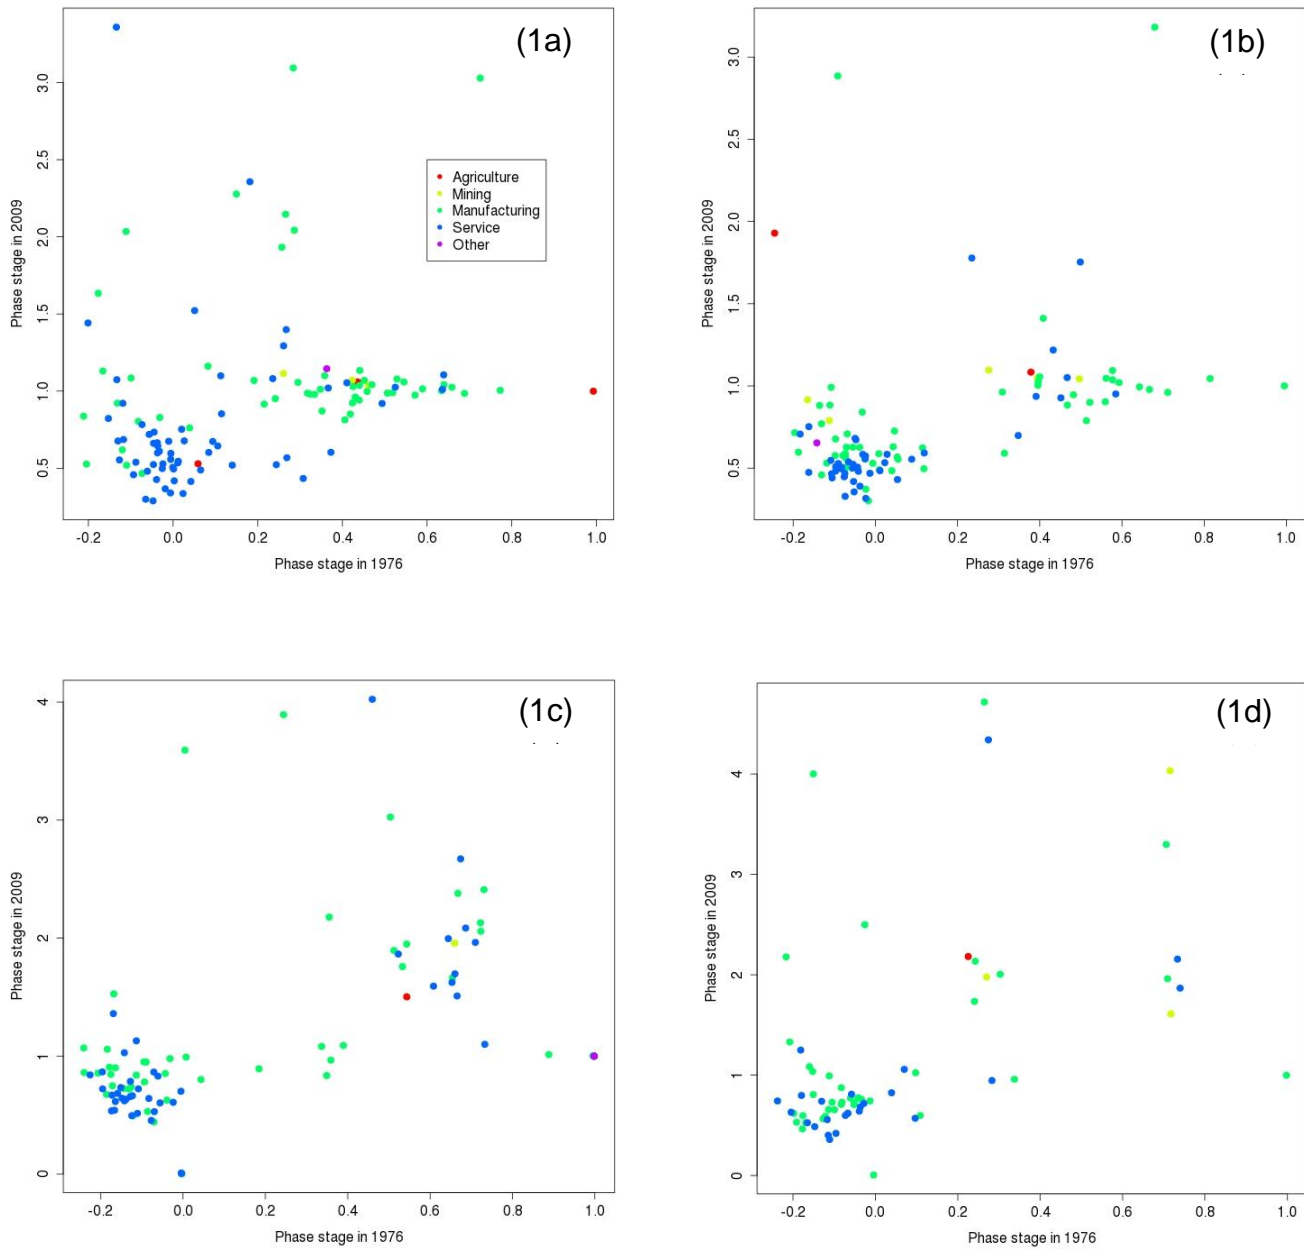 (1a)
3.0
2.5
2.0
1.5
1.0
0.5
Phase stage in 2009
Agriculture
Mining
Manufacturing
Service
Other
-0.2 0.0 0.2 0.4 0.6 0.8 1.0
Phase stage in 1976
(1b)
3.0
2.5
2.0
1.5
1.0
0.5
Phase stage in 2009
-0.2 0.0 0.2 0.4 0.6 0.8 1.0
Phase stage in 1976
(1c)
4
3
2
1
0
Phase stage in 2009
-0.2 0.0 0.2 0.4 0.6 0.8 1.0
Phase stage in 1976
(1d)
4
3
2
1
0
Phase stage in 2009
-0.2 0.0 0.2 0.4 0.6 0.8 1.0
Phase stage in 1976